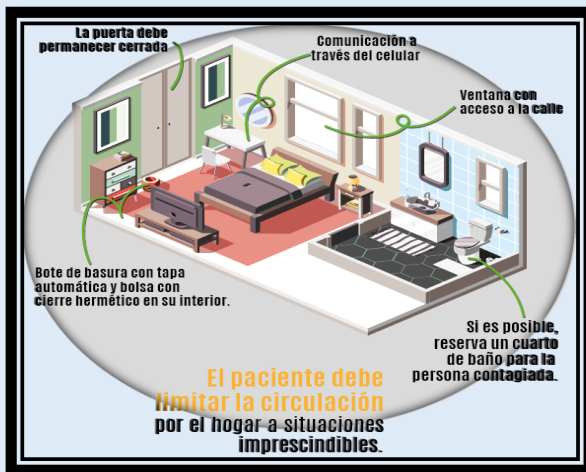 La puerta debe
permanecer cerrada
Comunicación a
través del celular
Ventana con
acceso a la calle
Bote de basura con tapa
automática y bolsa con
cierre hermético en su interior.
Si es posible,
reserva un cuarto
de baño para la
persona contagiada.
El paciente debe
limitar la circulación
por el hogar a situaciones
imprescindibles.